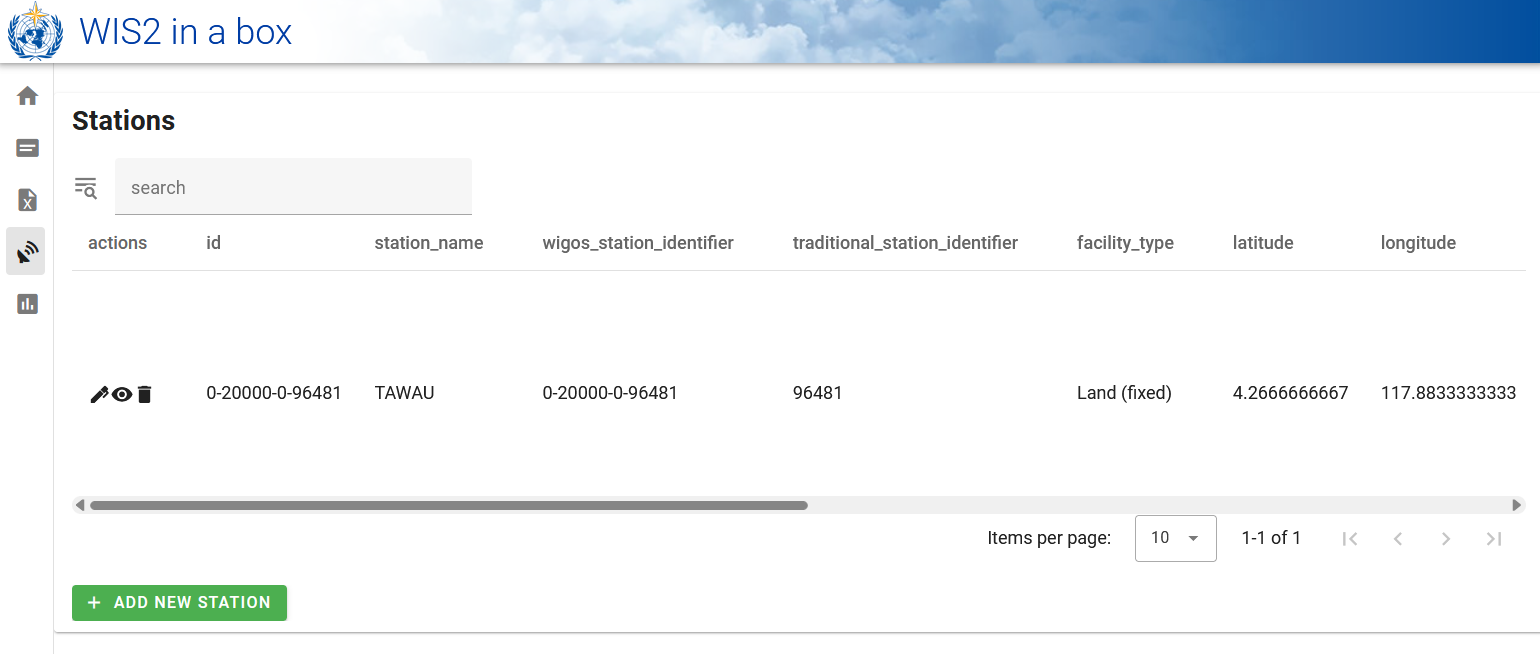 WIS2 in a box
Stations
search
actions id station_name wigos_station_identifier traditional_station_identifier facility_type latitude longitude
0-20000-0-96481 TAWAU 0-20000-0-96481 96481 Land (fixed) 4.2666666667 117.8833333333
Items per page: 10 1-1 of 1
+ ADD NEW STATION